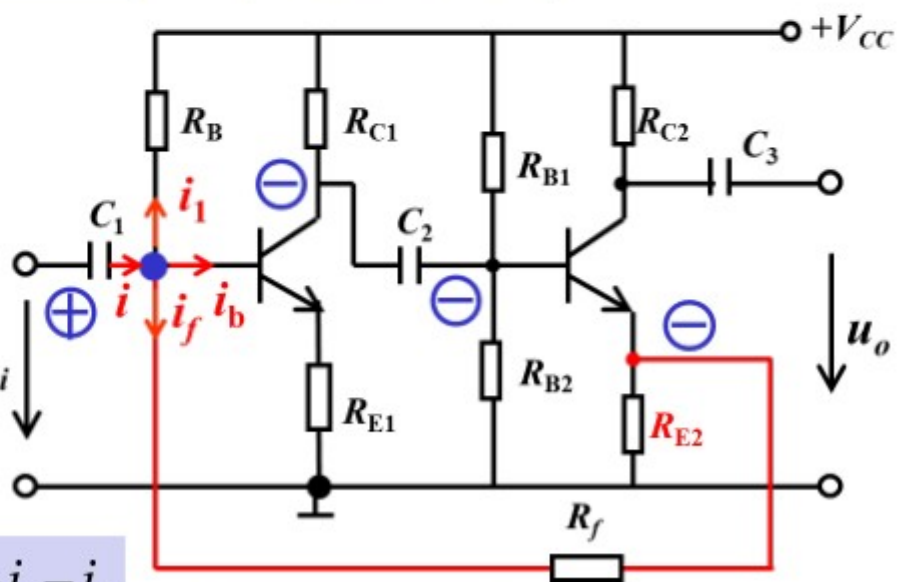 +V_CC
R_B
R_C1
R_B1
R_C2
C_3
C_1
i_1
C_2
i
i_f
i_b
u_o
i
R_E1
R_B2
R_E2
R_f